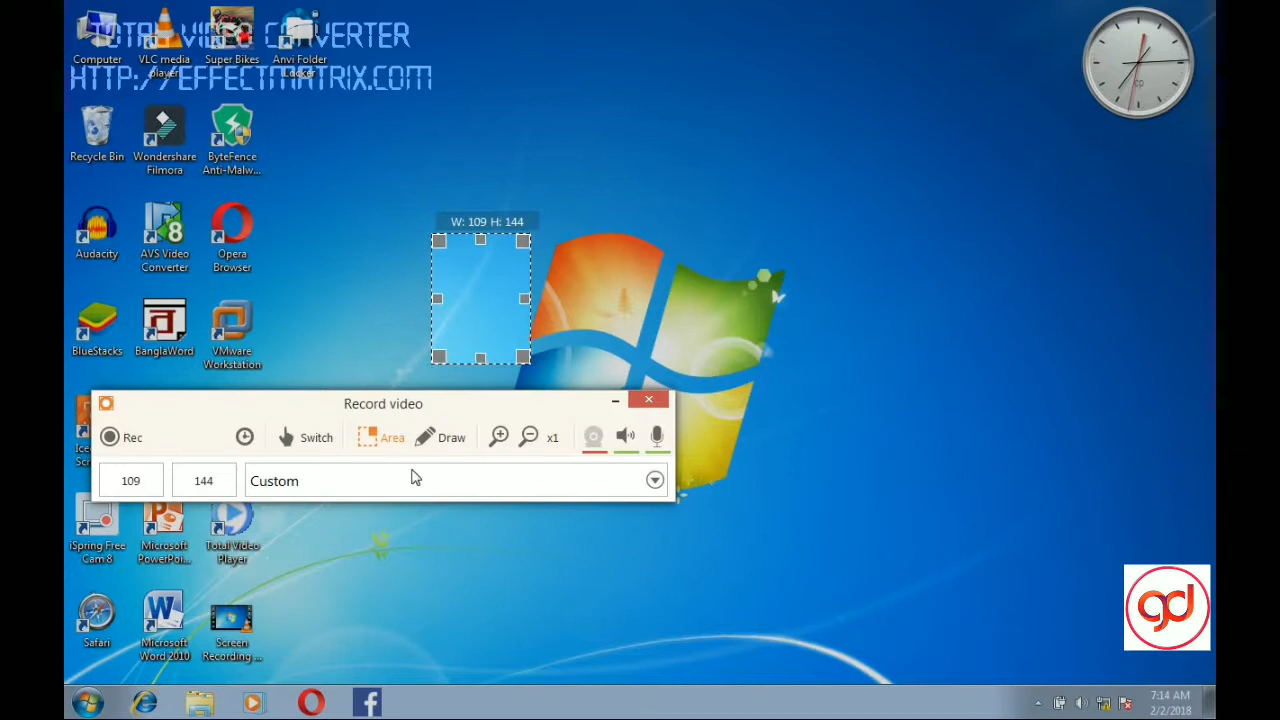 TOTAL VIDEO CONVERTER
HTTP://EFFECTMATRIX.COM
Computer
VLC media
player
Super Bikes
Anvi Folder
Locker
Recycle Bin
Wondershare
Filmora
ByteFence
Anti-Malw...
Audacity
AVS Video
Converter
Opera
Browser
BlueStacks
BanglaWord
VMware
Workstation
W: 109 H: 144
Record video
Rec
Switch
Area
Draw
x1
109
144
Custom
iSpring Free
Cam 8
Microsoft
PowerPoi...
Total Video
Player
Safari
Microsoft
Word 2010
Screen
Recording ...
cp
gd
7:14 AM
2/2/2018